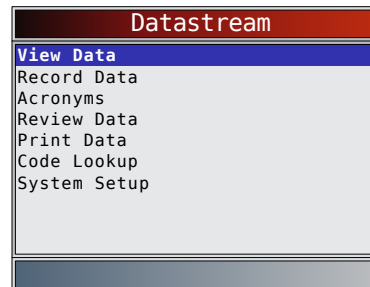 Datastream
View Data
Record Data
Acronyms
Review Data
Print Data
Code Lookup
System Setup